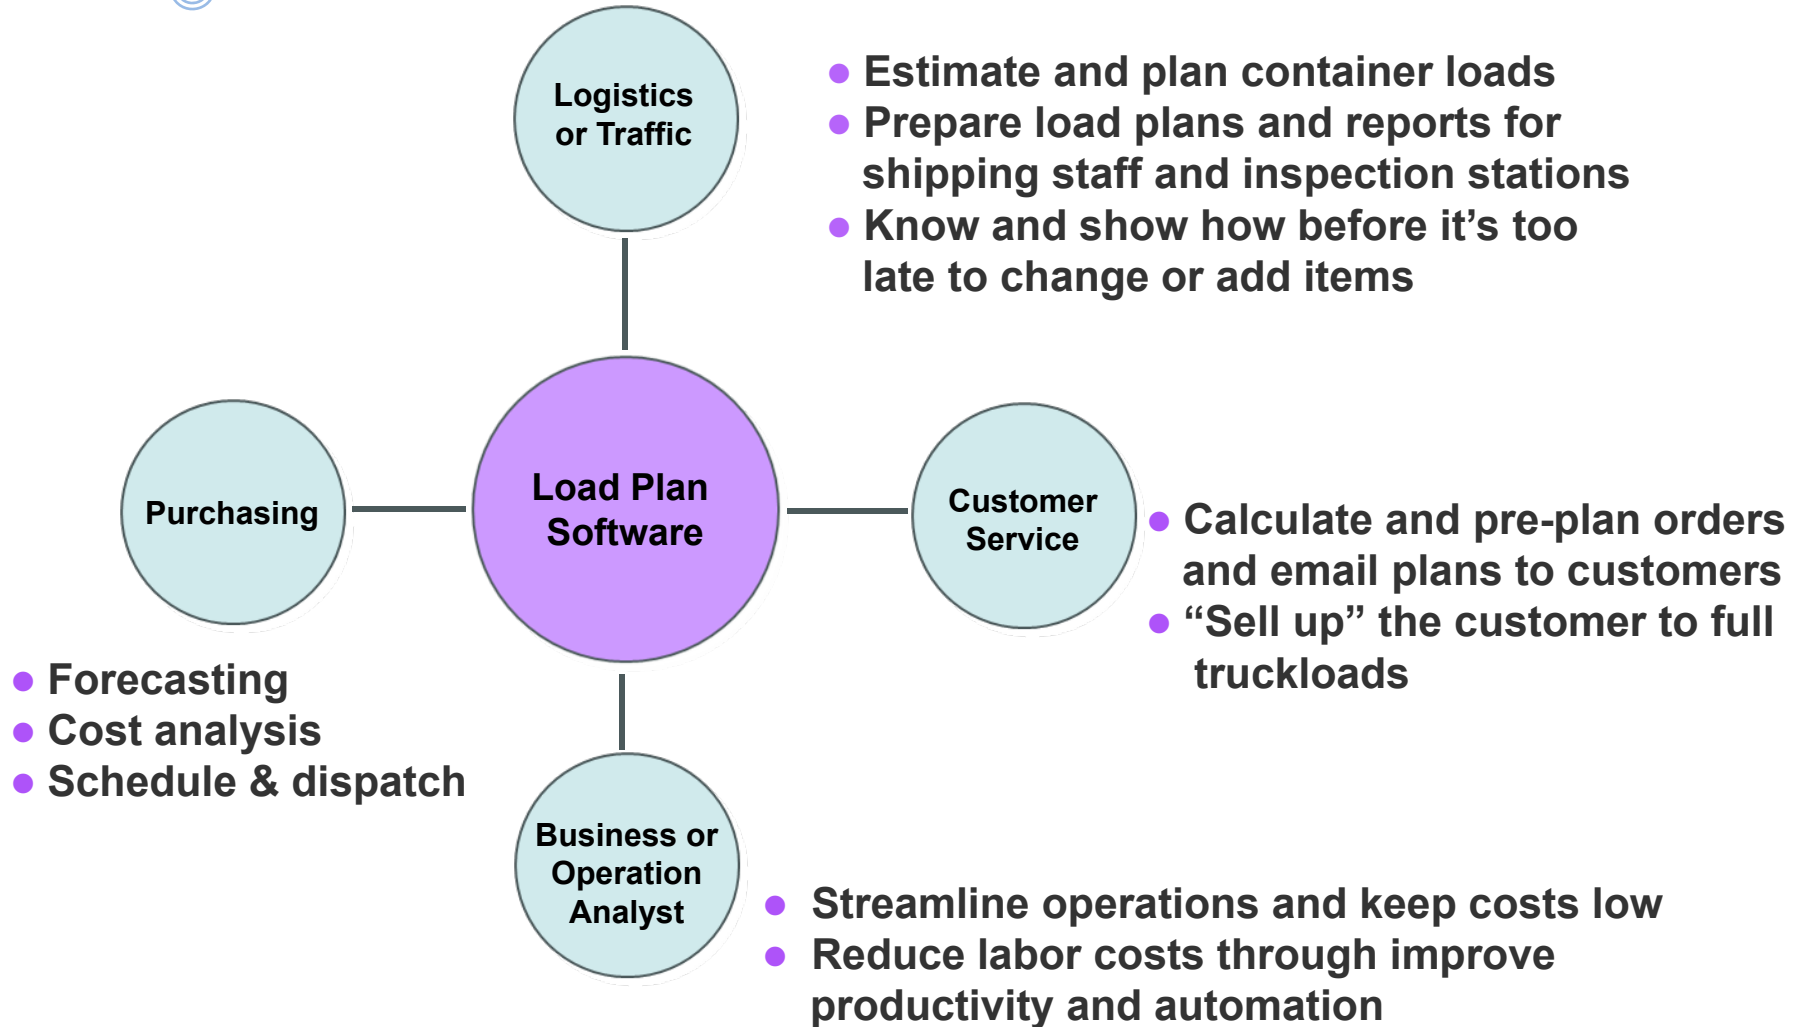 Logistics
or Traffic
● Estimate and plan container loads
● Prepare load plans and reports for
shipping staff and inspection stations
● Know and show how before it’s too
late to change or add items
Purchasing
Load Plan
Software
Customer
Service
● Calculate and pre-plan orders
and email plans to customers
● “Sell up” the customer to full
truckloads
● Forecasting
● Cost analysis
● Schedule & dispatch
Business or
Operation
Analyst
● Streamline operations and keep costs low
● Reduce labor costs through improve
productivity and automation